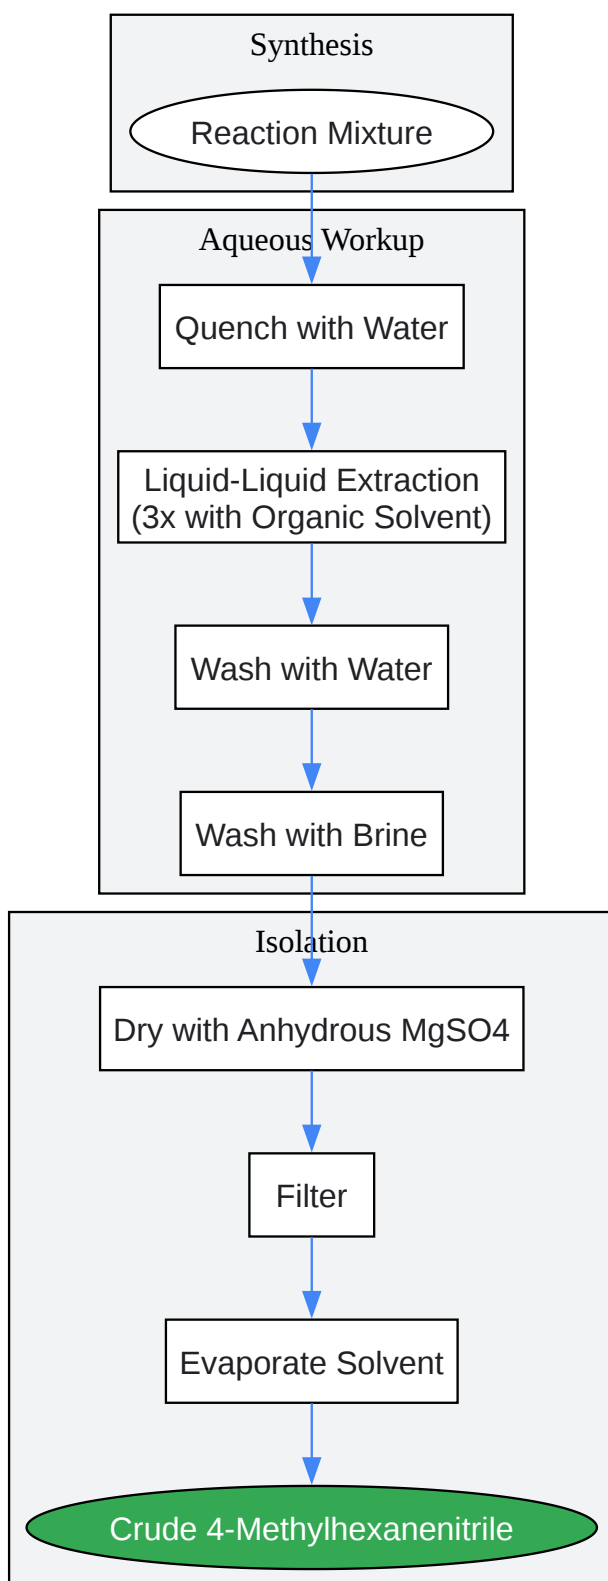 Synthesis
Reaction Mixture
Aqueous Workup
Quench with Water
Liquid-Liquid Extraction
(3x with Organic Solvent)
Wash with Water
Wash with Brine
Isolation
Dry with Anhydrous MgSO4
Filter
Evaporate Solvent
Crude 4-Methylhexanenitrile